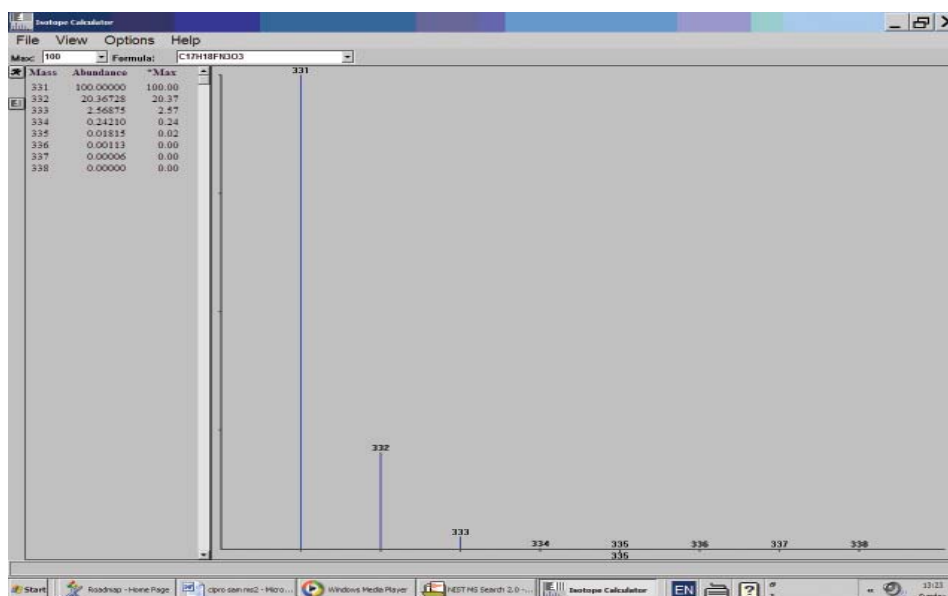 Isotope Calculator
File View Options Help
Max: 100 Formula: C17H18FN3O3
Mass Abundance %Max
331 100.00000 100.00
332 20.36728 20.37
333 2.56875 2.57
334 0.24210 0.24
335 0.01815 0.02
336 0.00113 0.00
337 0.00006 0.00
338 0.00000 0.00
331
332
333
334 335 336 337 338
335
Start Roadmap - Home Page cipro sam res2 - Micro... Windows Media Player NIST MS Search 2.0 -... Isotope Calculator EN ? « 13:23